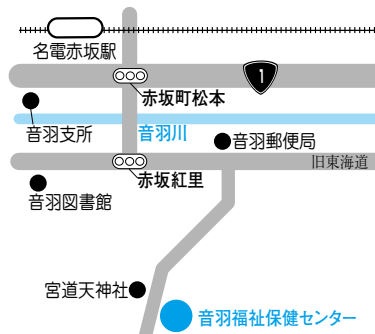 名電赤坂駅
1
赤坂町松本
音羽支所
音羽川
音羽郵便局
旧東海道
赤坂紅里
音羽図書館
宮道天神社
音羽福祉保健センター